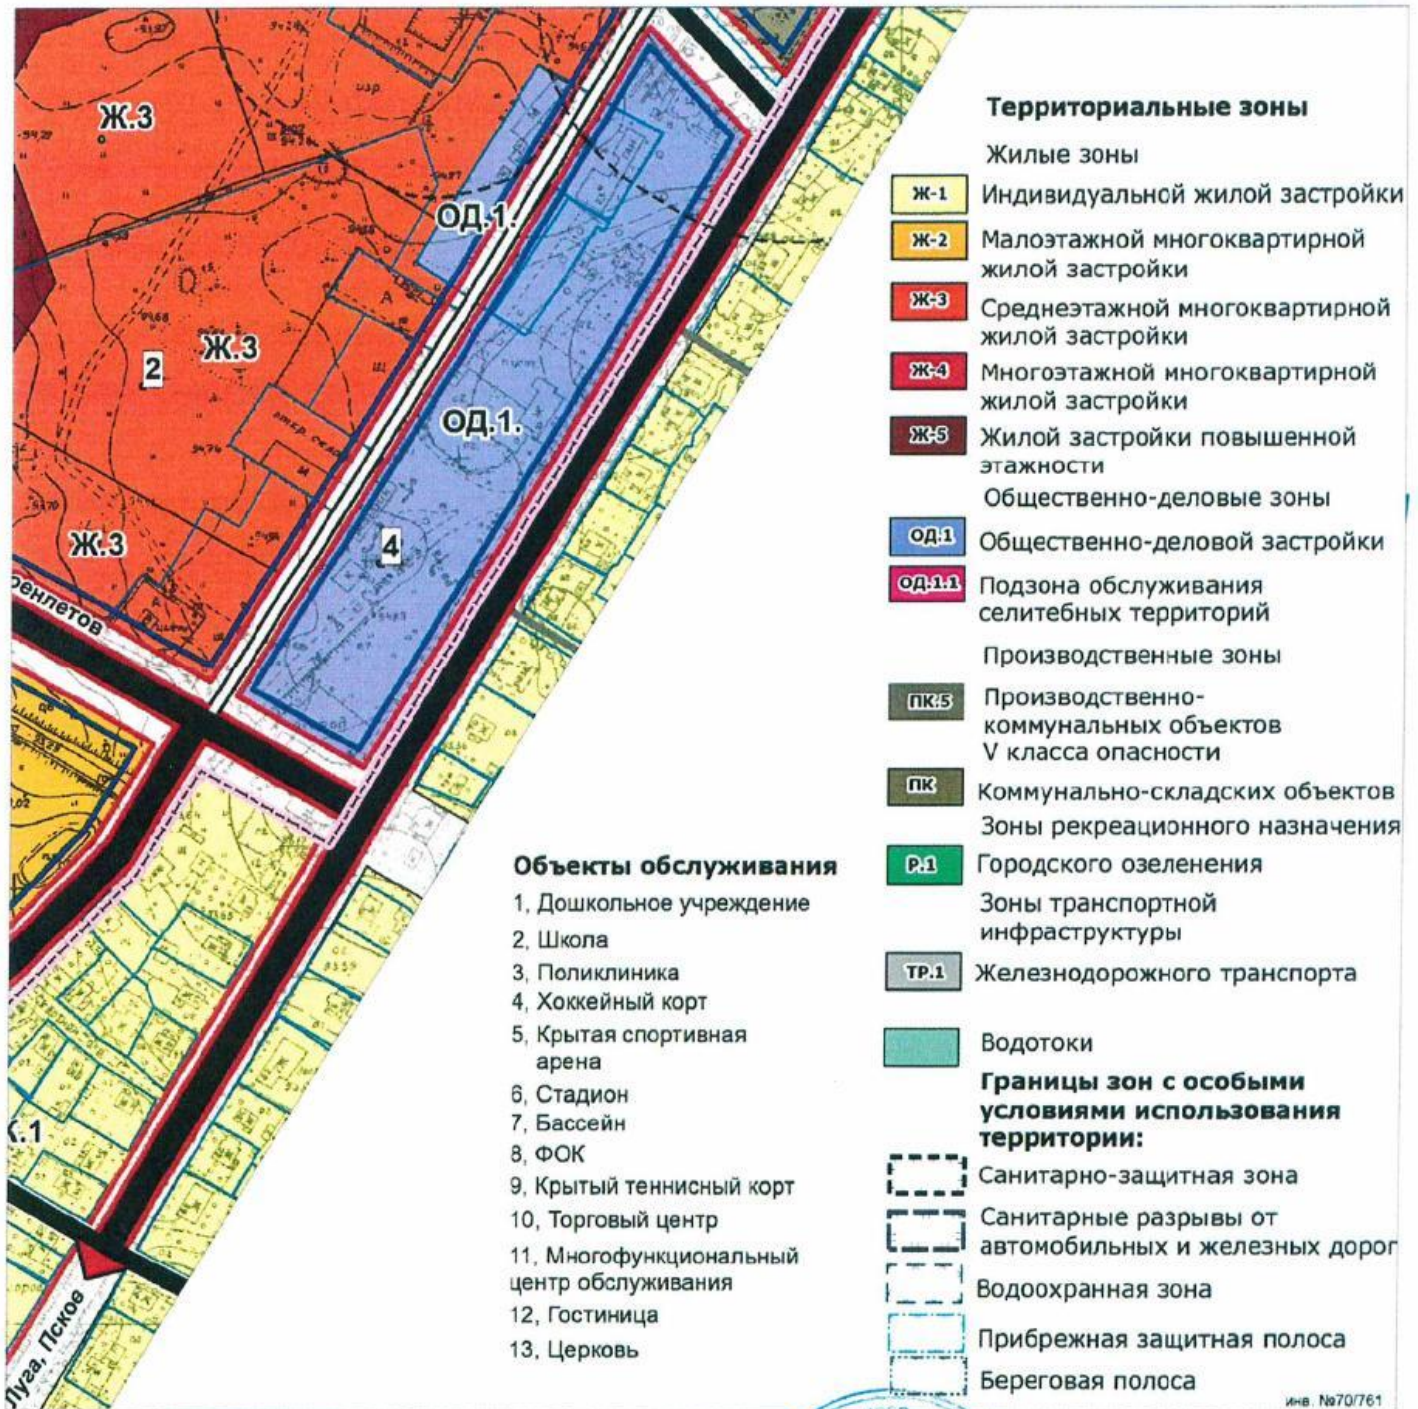 Ж.3
ОД.1.
Ж.3
2
ОД.1.
4
Ж.3
ренлетов
К.1
Луга, Псков
Территориальные зоны
Жилые зоны
Ж-1 Индивидуальной жилой застройки
Ж-2 Малоэтажной многоквартирной
жилой застройки
Ж-3 Среднеэтажной многоквартирной
жилой застройки
Ж-4 Многоэтажной многоквартирной
жилой застройки
Ж-5 Жилой застройки повышенной
этажности
Общественно-деловые зоны
ОД.1 Общественно-деловой застройки
ОД.1.1 Подзона обслуживания
селитебных территорий
Производственные зоны
ПК.5 Производственно-
коммунальных объектов
V класса опасности
ПК Коммунально-складских объектов
Зоны рекреационного назначения
Р.1 Городского озеленения
Зоны транспортной
инфраструктуры
ТР.1 Железнодорожного транспорта
Водотоки
Границы зон с особыми
условиями использования
территории:
Санитарно-защитная зона
Санитарные разрывы от
автомобильных и железных дорог
Водоохранная зона
Прибрежная защитная полоса
Береговая полоса
Объекты обслуживания
1, Дошкольное учреждение
2, Школа
3, Поликлиника
4, Хоккейный корт
5, Крытая спортивная
арена
6, Стадион
7, Бассейн
8, ФОК
9, Крытый теннисный корт
10, Торговый центр
11, Многофункциональный
центр обслуживания
12, Гостиница
13, Церковь
инв. №70/761